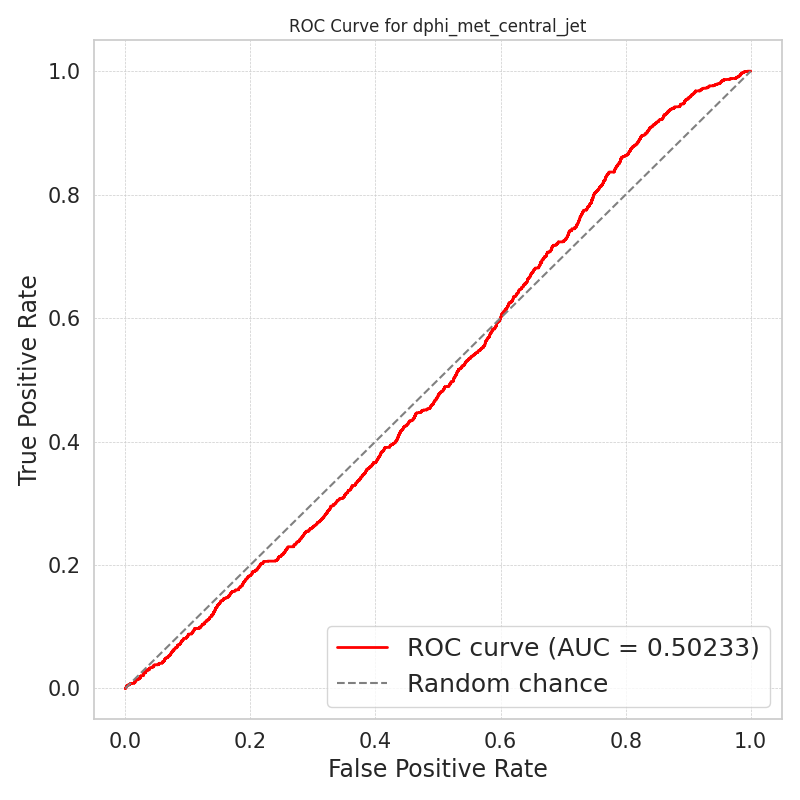 ROC Curve for dphi_met_central_jet
1.0
0.8
0.6
0.4
0.2
0.0
True Positive Rate
ROC curve (AUC = 0.50233)
Random chance
0.0 0.2 0.4 0.6 0.8 1.0
False Positive Rate